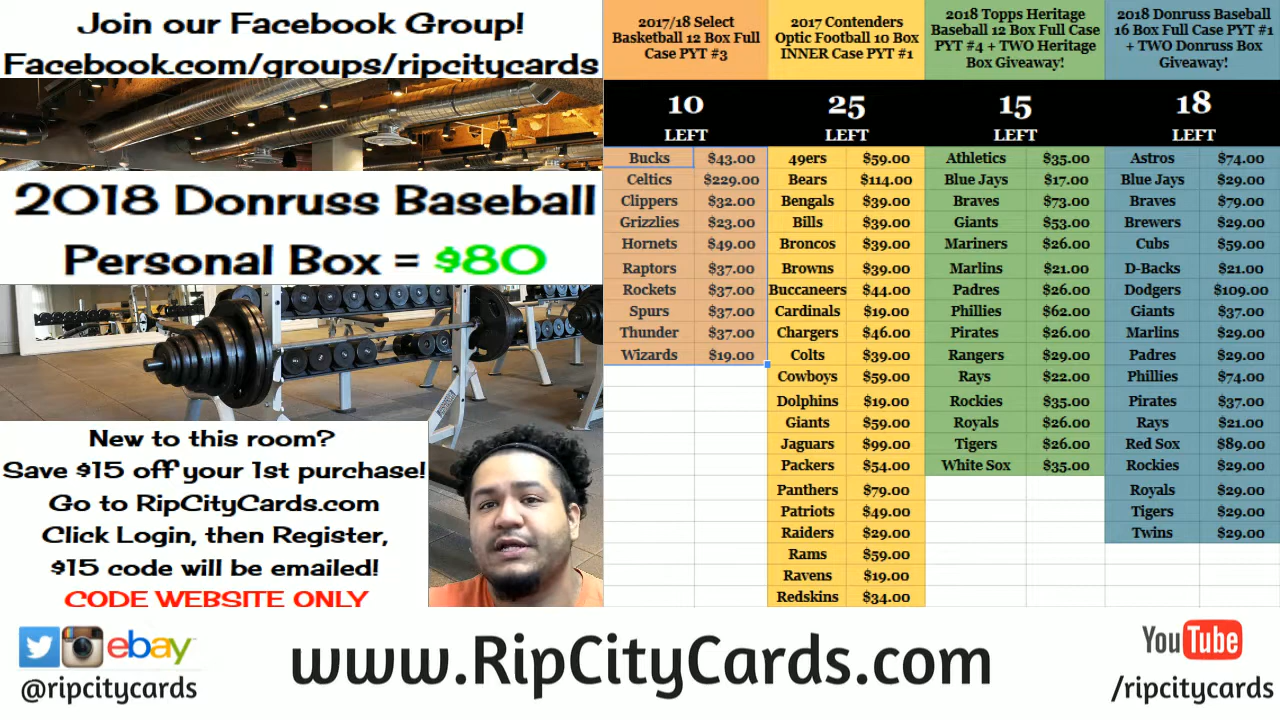 Join our Facebook Group!
Facebook.com/groups/ripcitycards
2018 Donruss Baseball
Personal Box = $80
New to this room?
Save $15 off your 1st purchase!
Go to RipCityCards.com
Click Login, then Register,
$15 code will be emailed!
CODE WEBSITE ONLY
2017/18 Select
Basketball 12 Box Full
Case PYT #3
10
LEFT
Bucks $43.00
Celtics $229.00
Clippers $32.00
Grizzlies $23.00
Hornets $49.00
Raptors $37.00
Rockets $37.00
Spurs $37.00
Thunder $37.00
Wizards $19.00
2017 Contenders
Optic Football 10 Box
INNER Case PYT #1
25
LEFT
49ers $59.00
Bears $114.00
Bengals $39.00
Bills $39.00
Broncos $39.00
Browns $39.00
Buccaneers $44.00
Cardinals $19.00
Chargers $46.00
Colts $39.00
Cowboys $59.00
Dolphins $19.00
Giants $59.00
Jaguars $99.00
Packers $54.00
Panthers $79.00
Patriots $49.00
Raiders $29.00
Rams $59.00
Ravens $19.00
Redskins $34.00
2018 Topps Heritage
Baseball 12 Box Full Case
PYT #4 + TWO Heritage
Box Giveaway!
15
LEFT
Athletics $35.00
Blue Jays $17.00
Braves $73.00
Giants $53.00
Mariners $26.00
Marlins $21.00
Padres $26.00
Phillies $62.00
Pirates $26.00
Rangers $29.00
Rays $22.00
Rockies $35.00
Royals $26.00
Tigers $26.00
White Sox $35.00
2018 Donruss Baseball
16 Box Full Case PYT #1
+ TWO Donruss Box
Giveaway!
18
LEFT
Astros $74.00
Blue Jays $29.00
Braves $79.00
Brewers $29.00
Cubs $59.00
D-Backs $21.00
Dodgers $109.00
Giants $37.00
Marlins $29.00
Padres $29.00
Phillies $74.00
Pirates $37.00
Rays $21.00
Red Sox $89.00
Rockies $29.00
Royals $29.00
Tigers $29.00
Twins $29.00
ebay
@ripcitycards
www.RipCityCards.com
YouTube
/ripcitycards